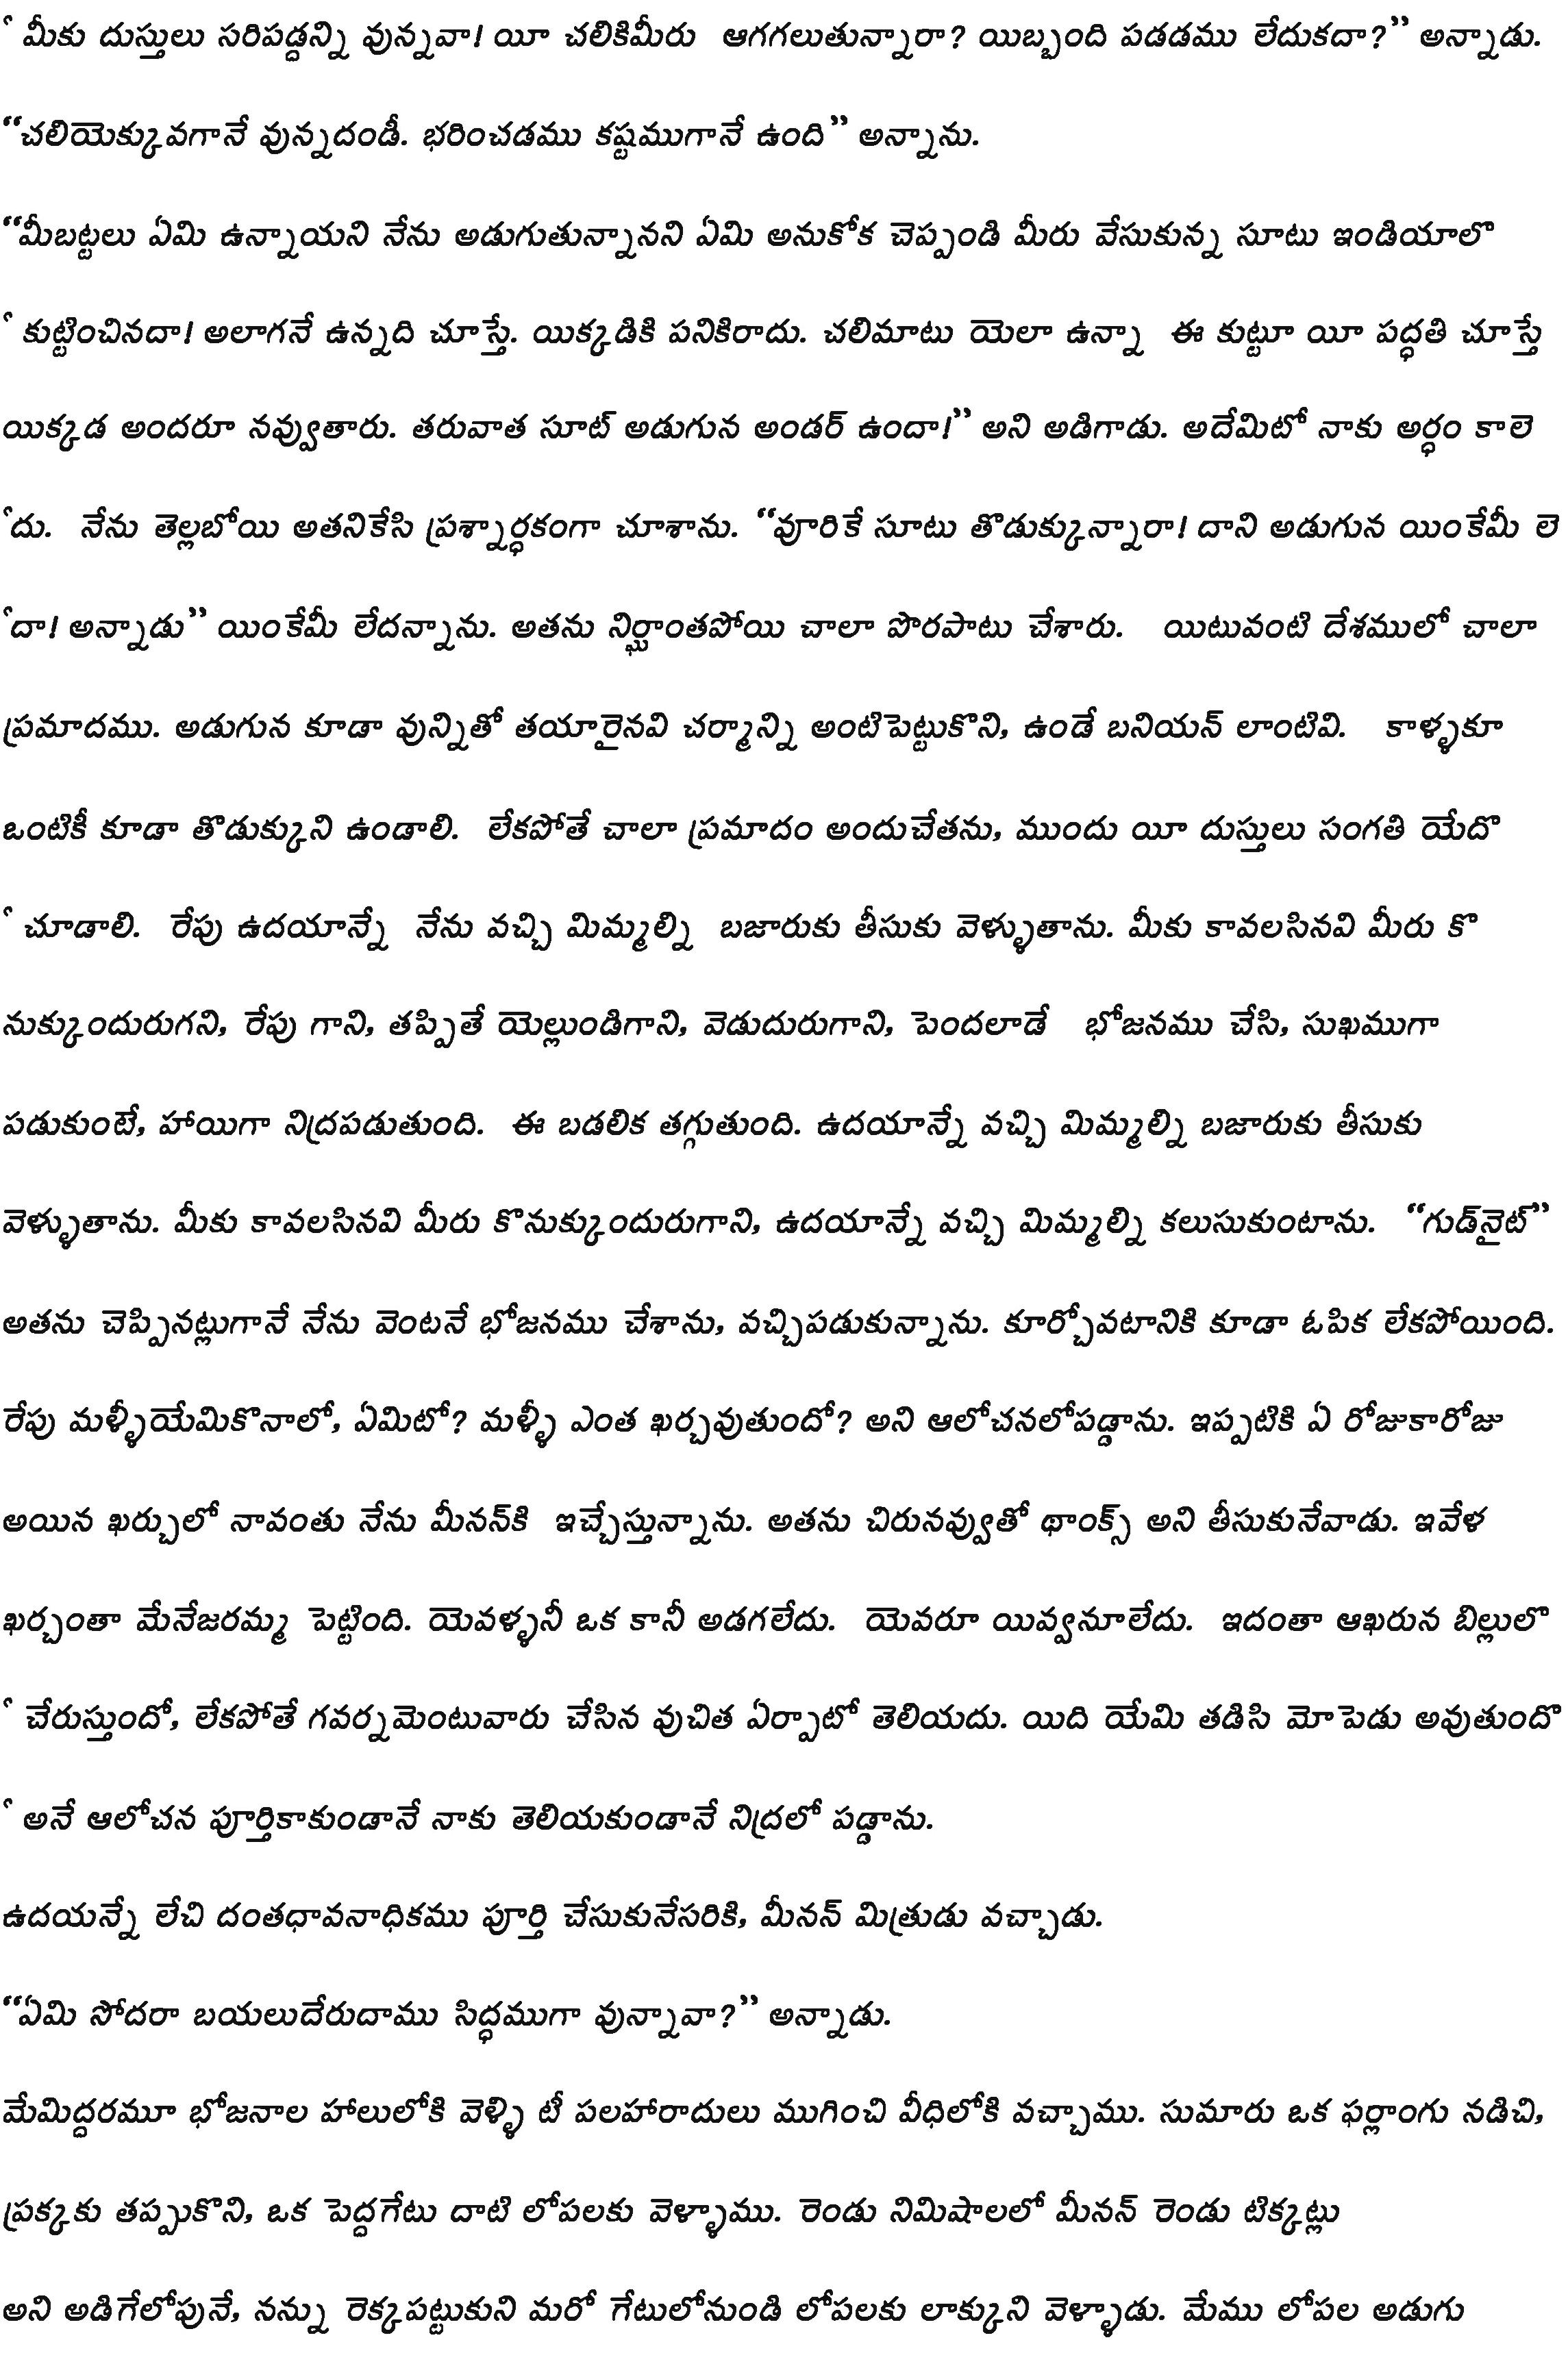 ే మీకు దుస్తులు సరిపడ్డన్ని వున్నవా! యీ చలికిమీరు ఆగగలుతున్నారా? యిబ్బంది పడడము లేదుకదా?” అన్నాడు.
“చలియెక్కువగానే వున్నదండీ. భరించడము కష్టముగానే ఉంది” అన్నాను.
“మీబట్టలు ఏమి ఉన్నాయని నేను అడుగుతున్నానని ఏమి అనుకోక చెప్పండి మీరు వేసుకున్న సూటు ఇండియాలొ
ే కుట్టించినదా! అలాగనే ఉన్నది చూస్తే. యిక్కడికి పనికిరాదు. చలిమాటు యెలా ఉన్నా ఈ కుట్టూ యీ పద్ధతి చూస్తే
యిక్కడ అందరూ నవ్వుతారు. తరువాత సూట్ అడుగున అండర్ ఉందా!” అని అడిగాడు. అదేమిటో నాకు అర్ధం కాలె
ేదు. నేను తెల్లబోయి అతనికేసి ప్రశ్నార్ధకంగా చూశాను. “వూరికే సూటు తొడుక్కున్నారా! దాని అడుగున యింకేమీ లె
ేదా! అన్నాడు” యింకేమీ లేదన్నాను. అతను నిర్ఘాంతపోయి చాలా పొరపాటు చేశారు. యిటువంటి దేశములో చాలా
ప్రమాదము. అడుగున కూడా వున్నితో తయారైనవి చర్మాన్ని అంటిపెట్టుకొని, ఉండే బనియన్ లాంటివి. కాళ్ళకూ
ఒంటికీ కూడా తొడుక్కుని ఉండాలి. లేకపోతే చాలా ప్రమాదం అందుచేతను, ముందు యీ దుస్తులు సంగతి యేదొ
ే చూడాలి. రేపు ఉదయాన్నే నేను వచ్చి మిమ్మల్ని బజారుకు తీసుకు వెళ్ళుతాను. మీకు కావలసినవి మీరు కొ
నుక్కుందురుగని, రేపు గాని, తప్పితే యెల్లుండిగాని, వెడుదురుగాని, పెందలాడే భోజనము చేసి, సుఖముగా
పడుకుంటే, హాయిగా నిద్రపడుతుంది. ఈ బడలిక తగ్గుతుంది. ఉదయాన్నే వచ్చి మిమ్మల్ని బజారుకు తీసుకు
వెళ్ళుతాను. మీకు కావలసినవి మీరు కొనుక్కుందురుగాని, ఉదయాన్నే వచ్చి మిమ్మల్ని కలుసుకుంటాను. “గుడ్‌నైట్”
అతను చెప్పినట్లుగానే నేను వెంటనే భోజనము చేశాను, వచ్చిపడుకున్నాను. కూర్చోవటానికి కూడా ఓపిక లేకపోయింది.
రేపు మళ్ళీయేమికొనాలో, ఏమిటో? మళ్ళీ ఎంత ఖర్చవుతుందో? అని ఆలోచనలోపడ్డాను. ఇప్పటికి ఏ రోజుకారోజు
అయిన ఖర్చులో నావంతు నేను మీనన్‌కి ఇచ్చేస్తున్నాను. అతను చిరునవ్వుతో థాంక్స్ అని తీసుకునేవాడు. ఇవేళ
ఖర్చంతా మేనేజరమ్మ పెట్టింది. యెవళ్ళనీ ఒక కానీ అడగలేదు. యెవరూ యివ్వనూలేదు. ఇదంతా ఆఖరున బిల్లులొ
ే చేరుస్తుందో, లేకపోతే గవర్నమెంటువారు చేసిన వుచిత ఏర్పాటో తెలియదు. యిది యేమి తడిసి మోపెడు అవుతుందొ
ే అనే ఆలోచన పూర్తికాకుండానే నాకు తెలియకుండానే నిద్రలో పడ్డాను.
ఉదయన్నే లేచి దంతధావనాధికము పూర్తి చేసుకునేసరికి, మీనన్ మిత్రుడు వచ్చాడు.
“ఏమి సోదరా బయలుదేరుదాము సిద్ధముగా వున్నావా?” అన్నాడు.
మేమిద్దరమూ భోజనాల హాలులోకి వెళ్ళి టీ పలహారాదులు ముగించి వీధిలోకి వచ్చాము. సుమారు ఒక ఫర్లాంగు నడిచి,
ప్రక్కకు తప్పుకొని, ఒక పెద్దగేటు దాటి లోపలకు వెళ్ళాము. రెండు నిమిషాలలో మీనన్ రెండు టిక్కట్లు
అని అడిగేలోపునే, నన్ను రెక్కపట్టుకుని మరో గేటులోనుండి లోపలకు లాక్కుని వెళ్ళాడు. మేము లోపల అడుగు